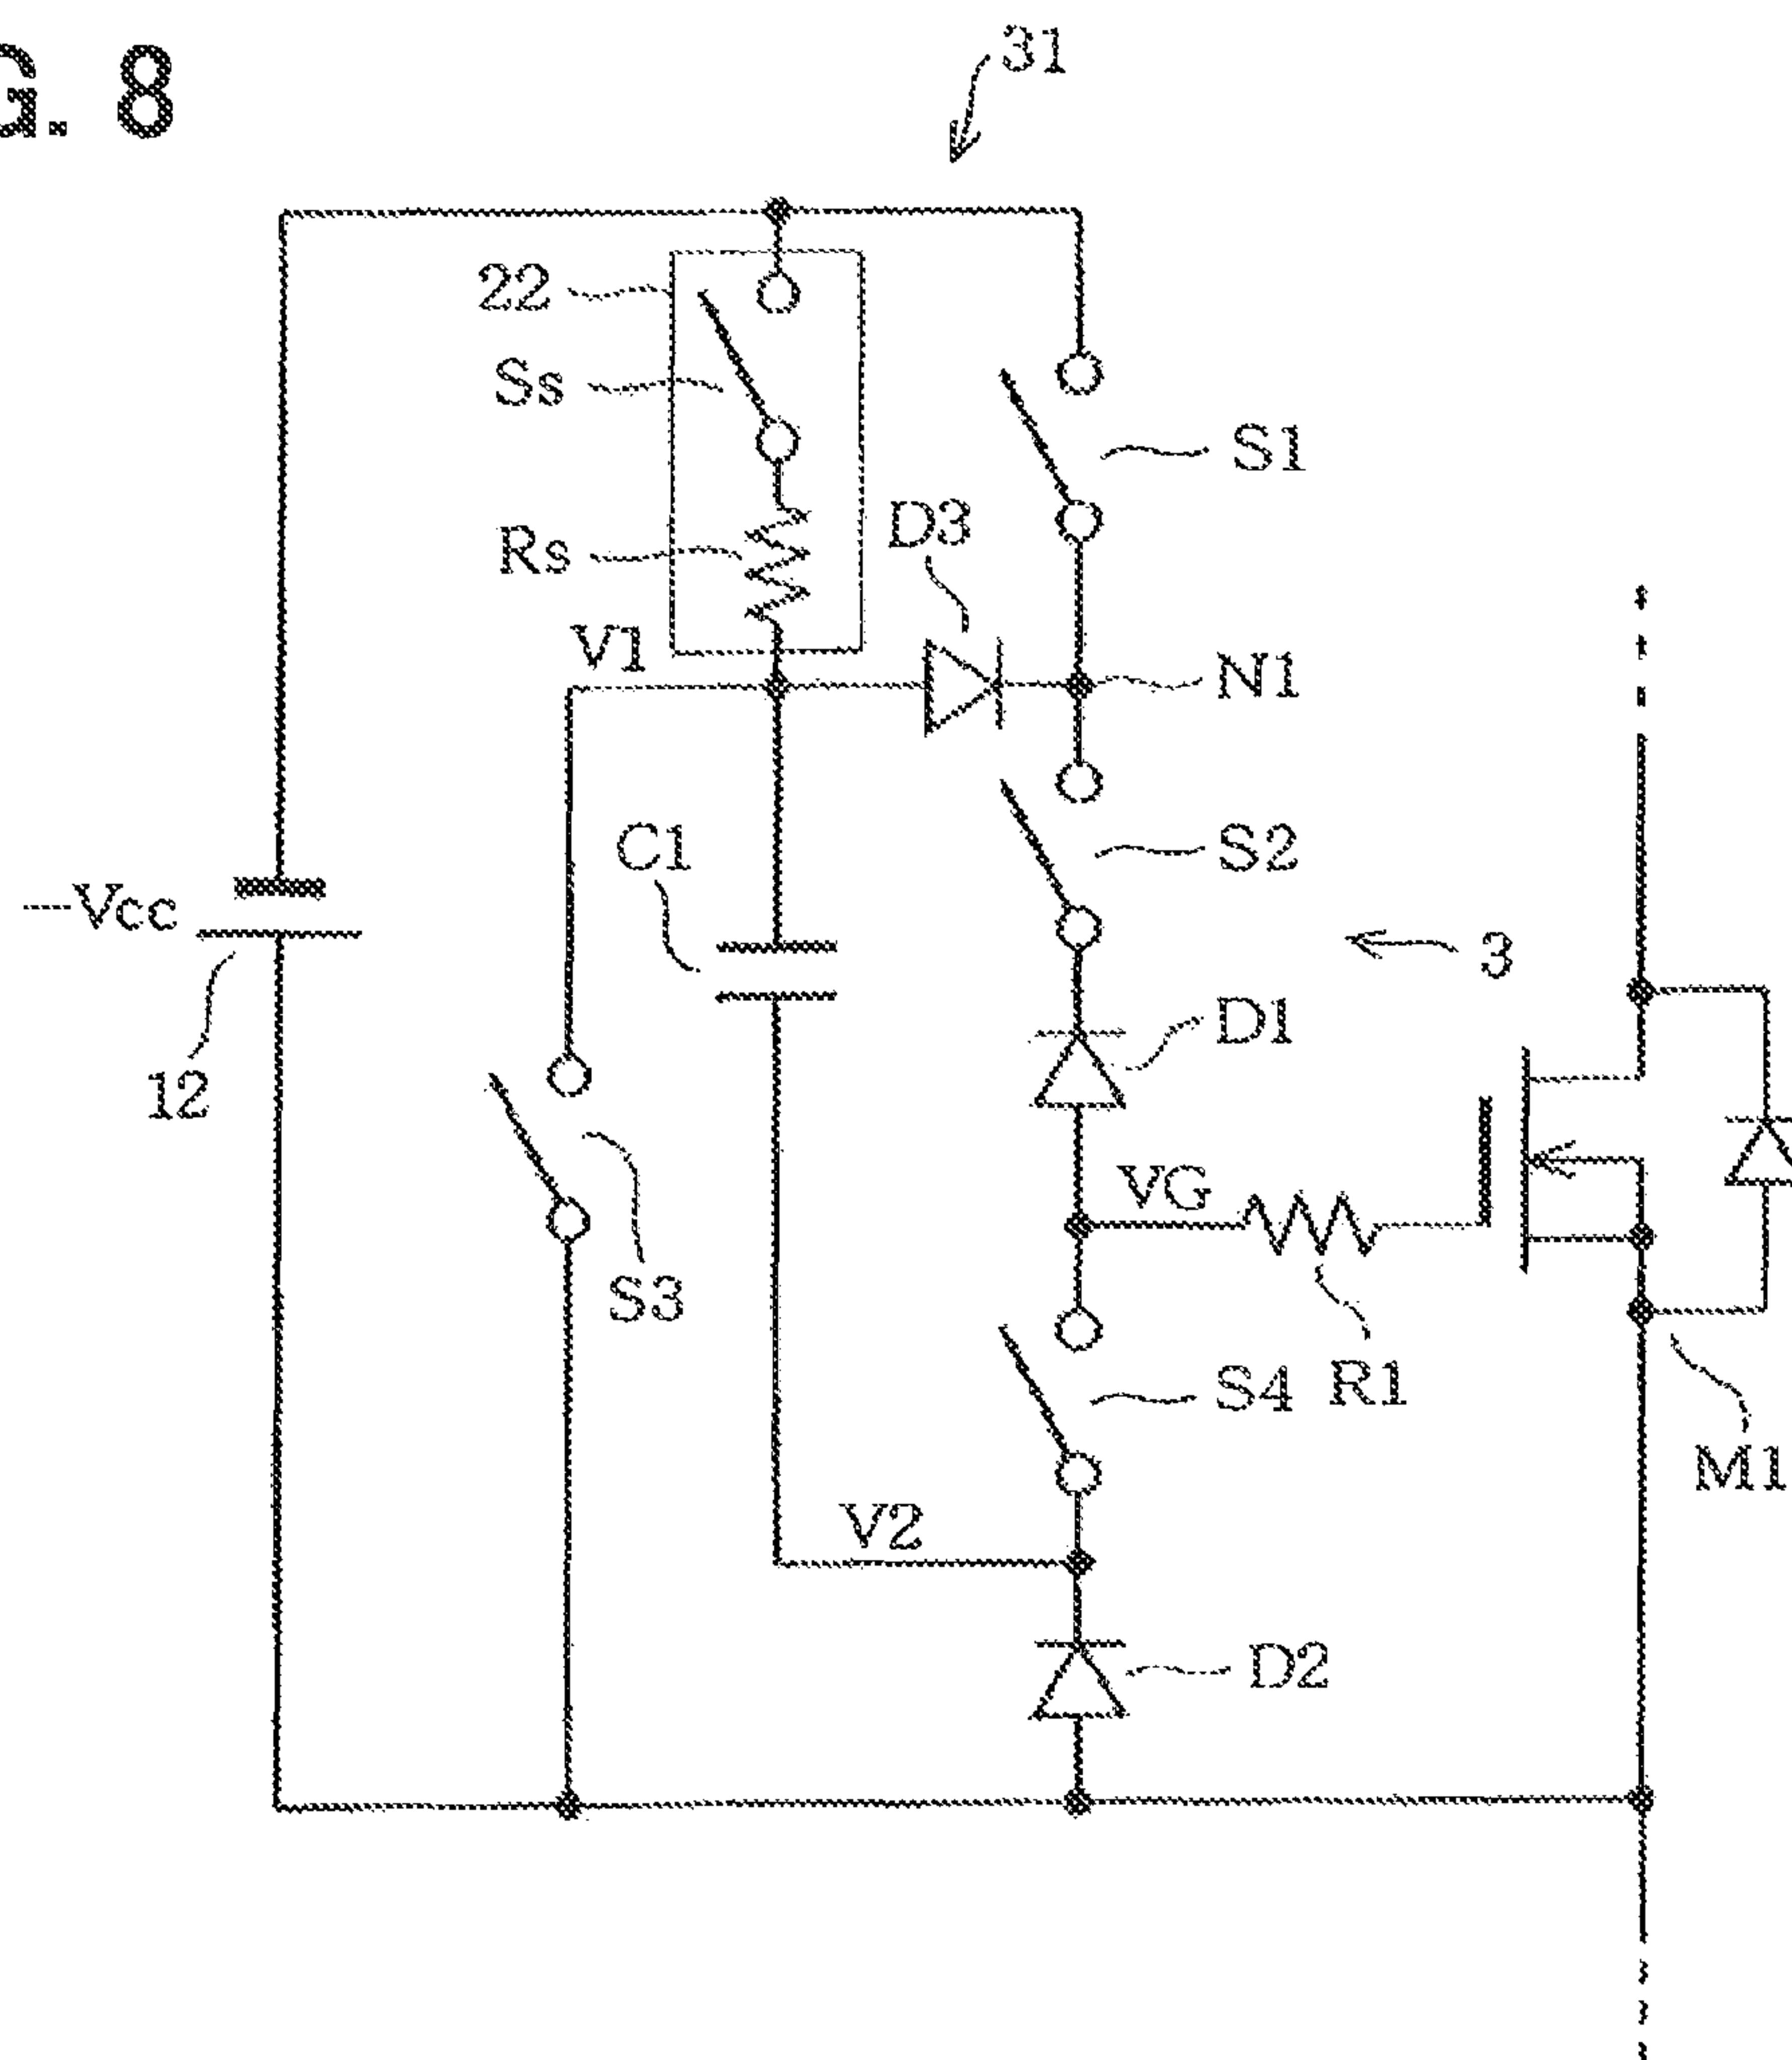 G. 8
31
22
Ss
S1
D3
Rs
V1
N1
C1
S2
—Vcc
3
D1
12
VG
S3
S4
R1
M1
V2
D2